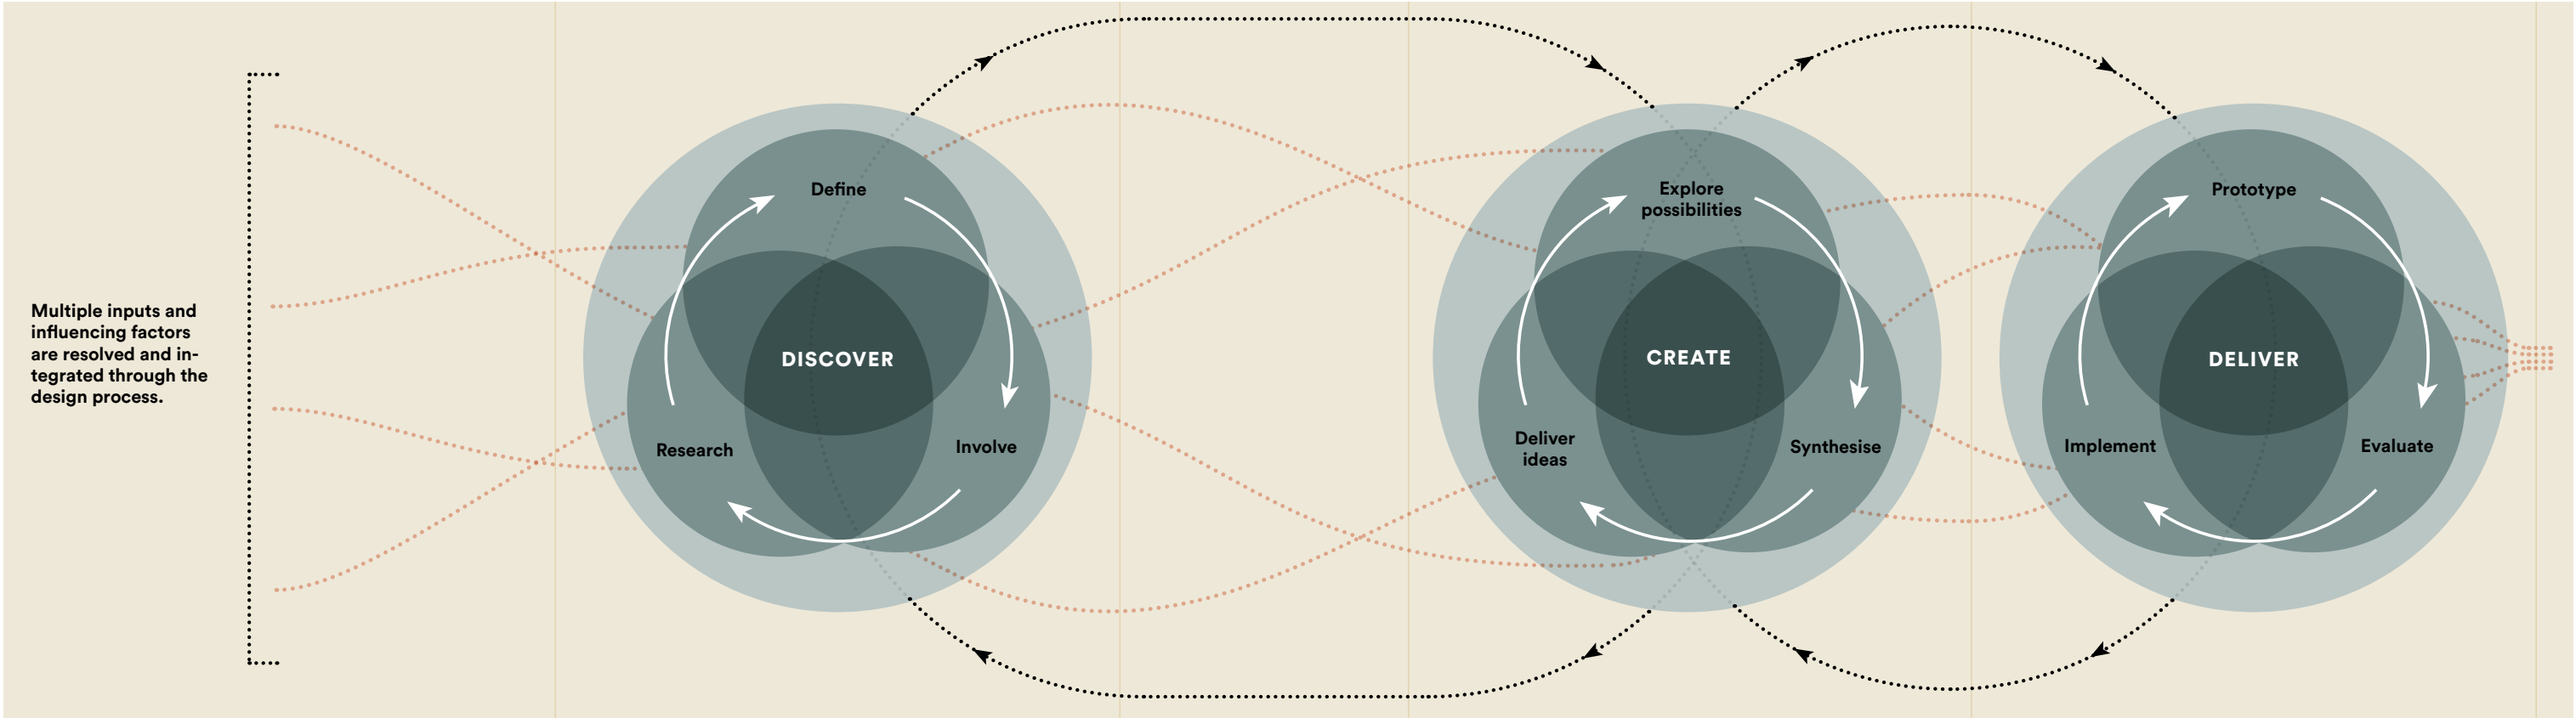 Multiple inputs and
influencing factors
are resolved and in-
tegrated through the
design process.
Define
DISCOVER
Research
Involve
Explore
possibilities
CREATE
Deliver
ideas
Synthesise
Prototype
DELIVER
Implement
Evaluate